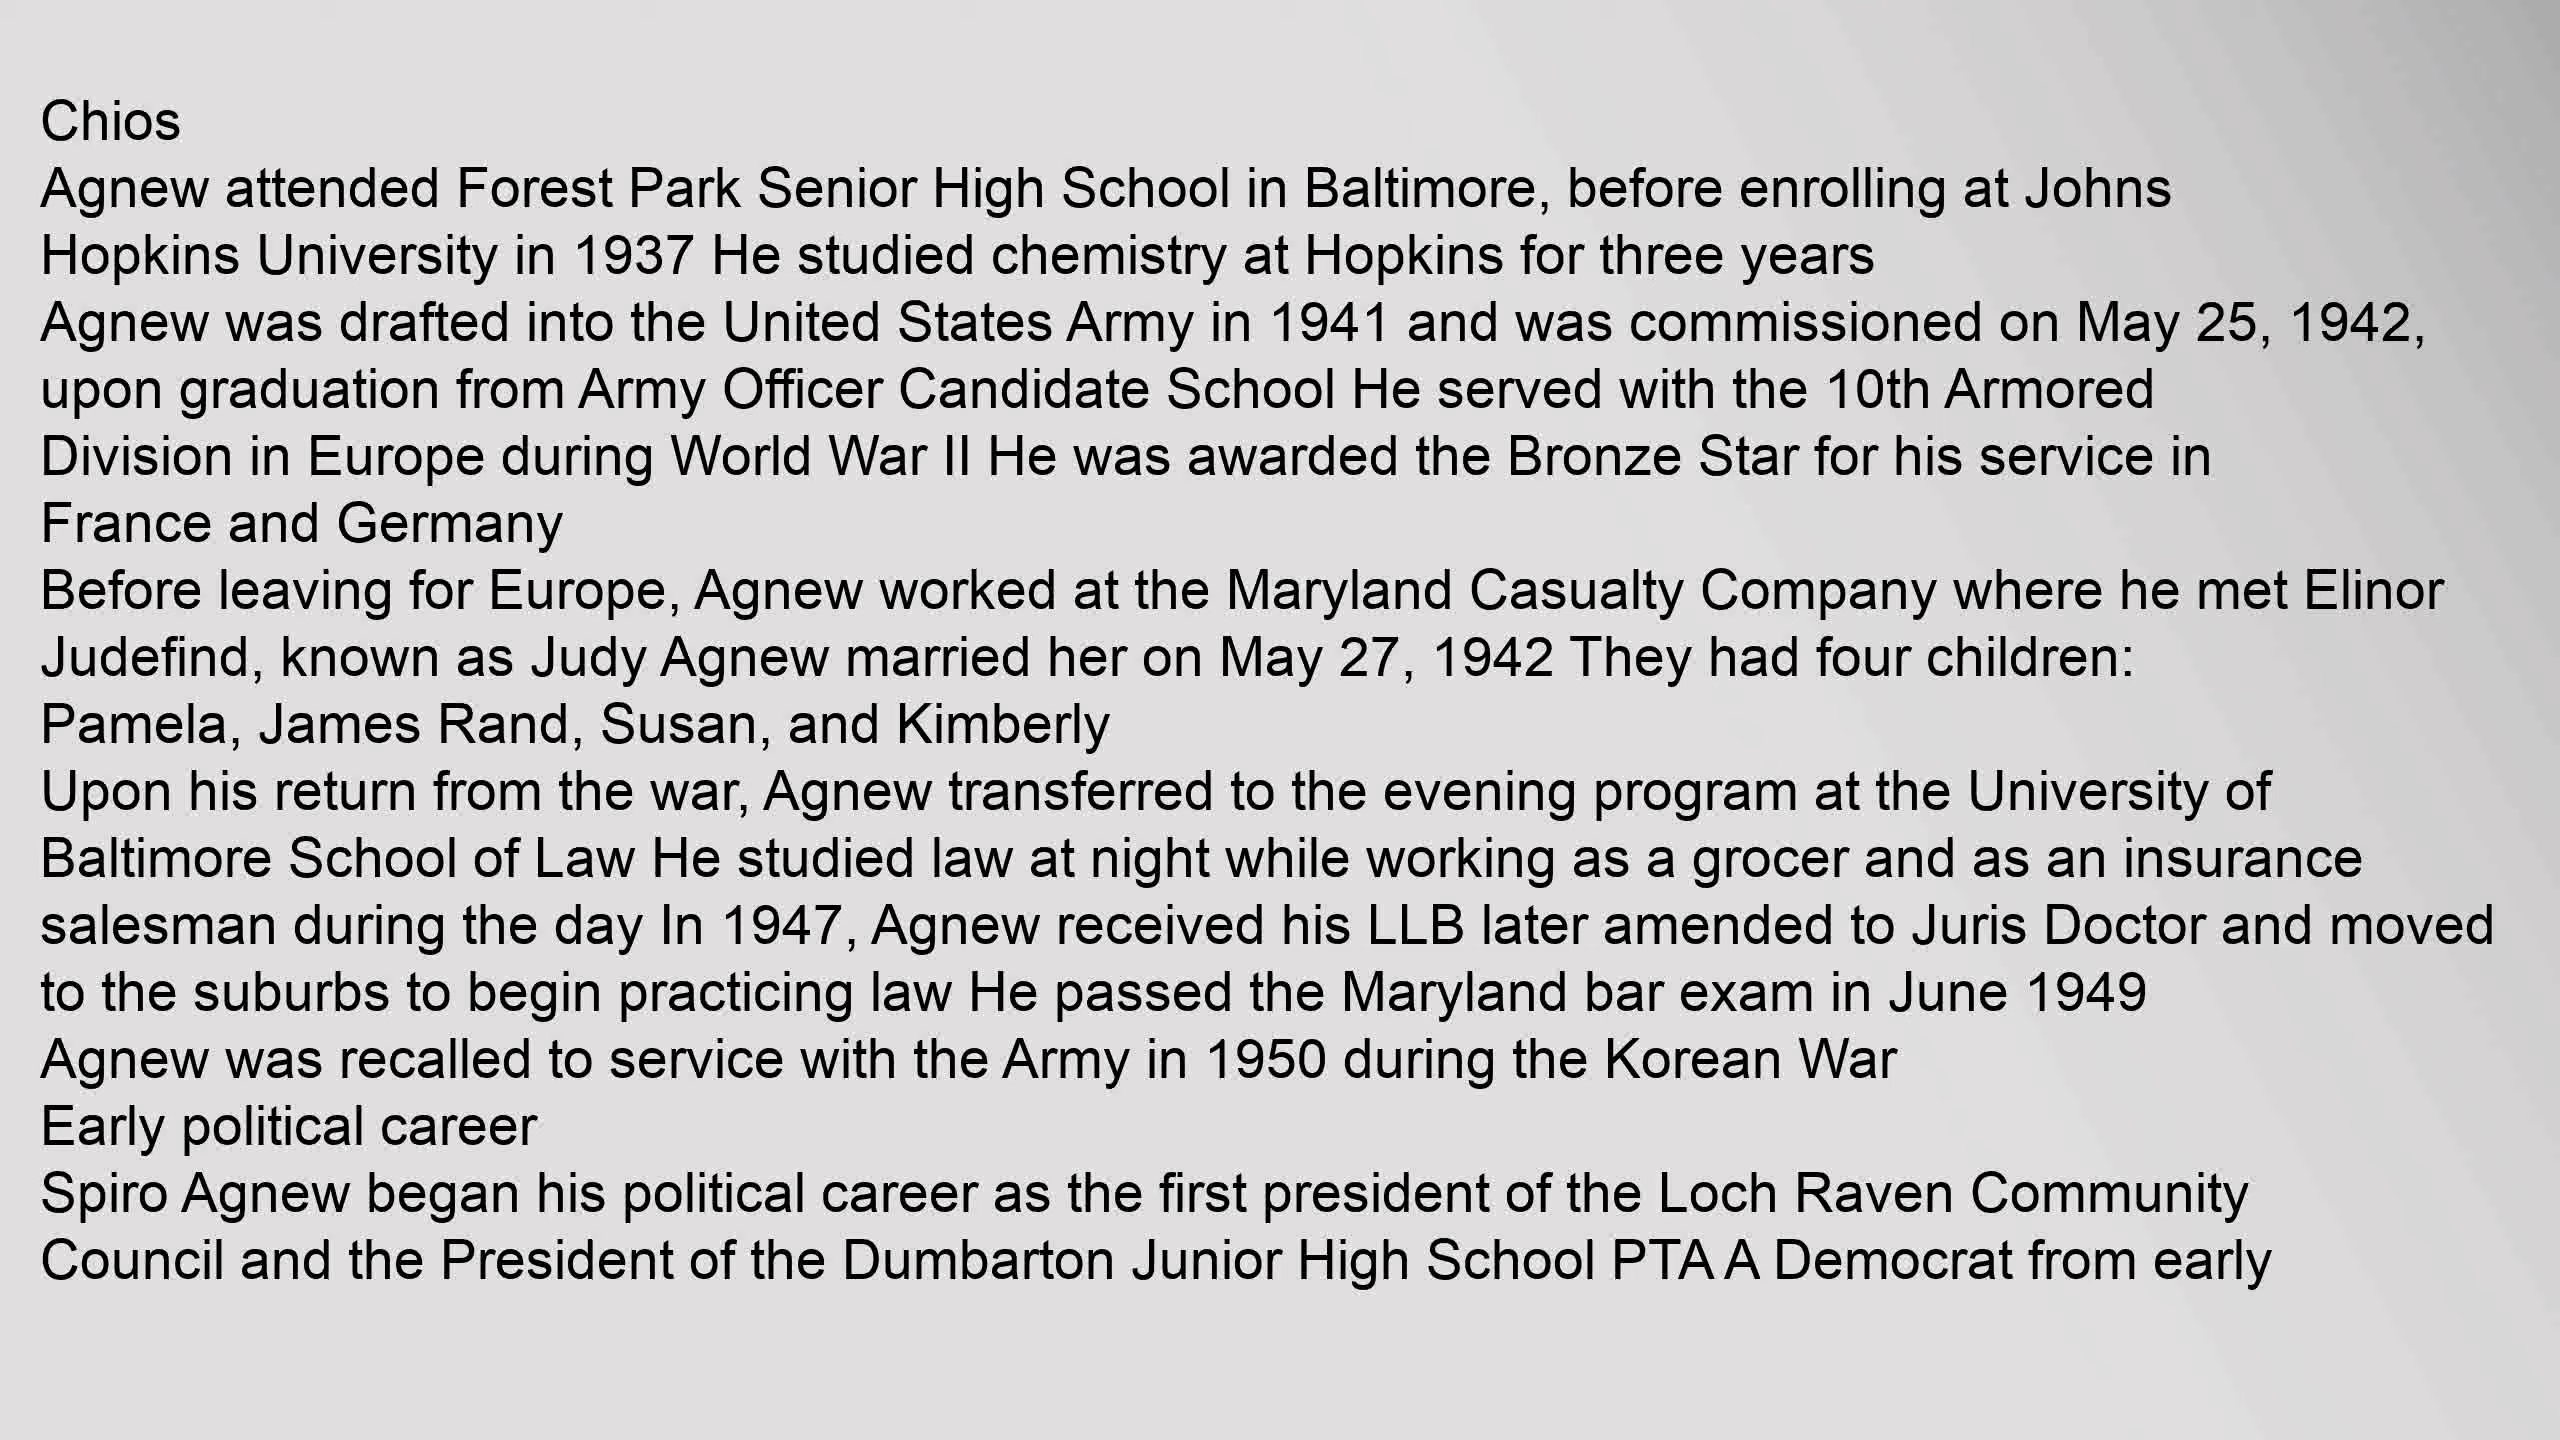 Chios
Agnew attended Forest Park Senior High School in Baltimore, before enrolling at Johns
Hopkins University in 1937 He studied chemistry at Hopkins for three years
Agnew was drafted into the United States Army in 1941 and was commissioned on May 25, 1942,
upon graduation from Army Officer Candidate School He served with the 10th Armored
Division in Europe during World War II He was awarded the Bronze Star for his service in
France and Germany
Before leaving for Europe, Agnew worked at the Maryland Casualty Company where he met Elinor
Judefind, known as Judy Agnew married her on May 27, 1942 They had four children:
Pamela, James Rand, Susan, and Kimberly
Upon his return from the war, Agnew transferred to the evening program at the University of
Baltimore School of Law He studied law at night while working as a grocer and as an insurance
salesman during the day In 1947, Agnew received his LLB later amended to Juris Doctor and moved
to the suburbs to begin practicing law He passed the Maryland bar exam in June 1949
Agnew was recalled to service with the Army in 1950 during the Korean War
Early political career
Spiro Agnew began his political career as the first president of the Loch Raven Community
Council and the President of the Dumbarton Junior High School PTA A Democrat from early